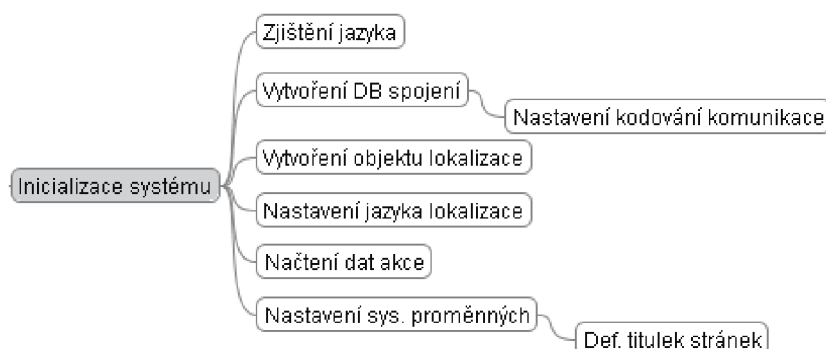 Zjištění jazyka
Vytvoření DB spojení
Nastavení kodování komunikace
Vytvoření objektu lokalizace
Inicializace systému
Nastavení jazyka lokalizace
Načtení dat akce
Nastavení sys. proměnných
Def. titulek stránek